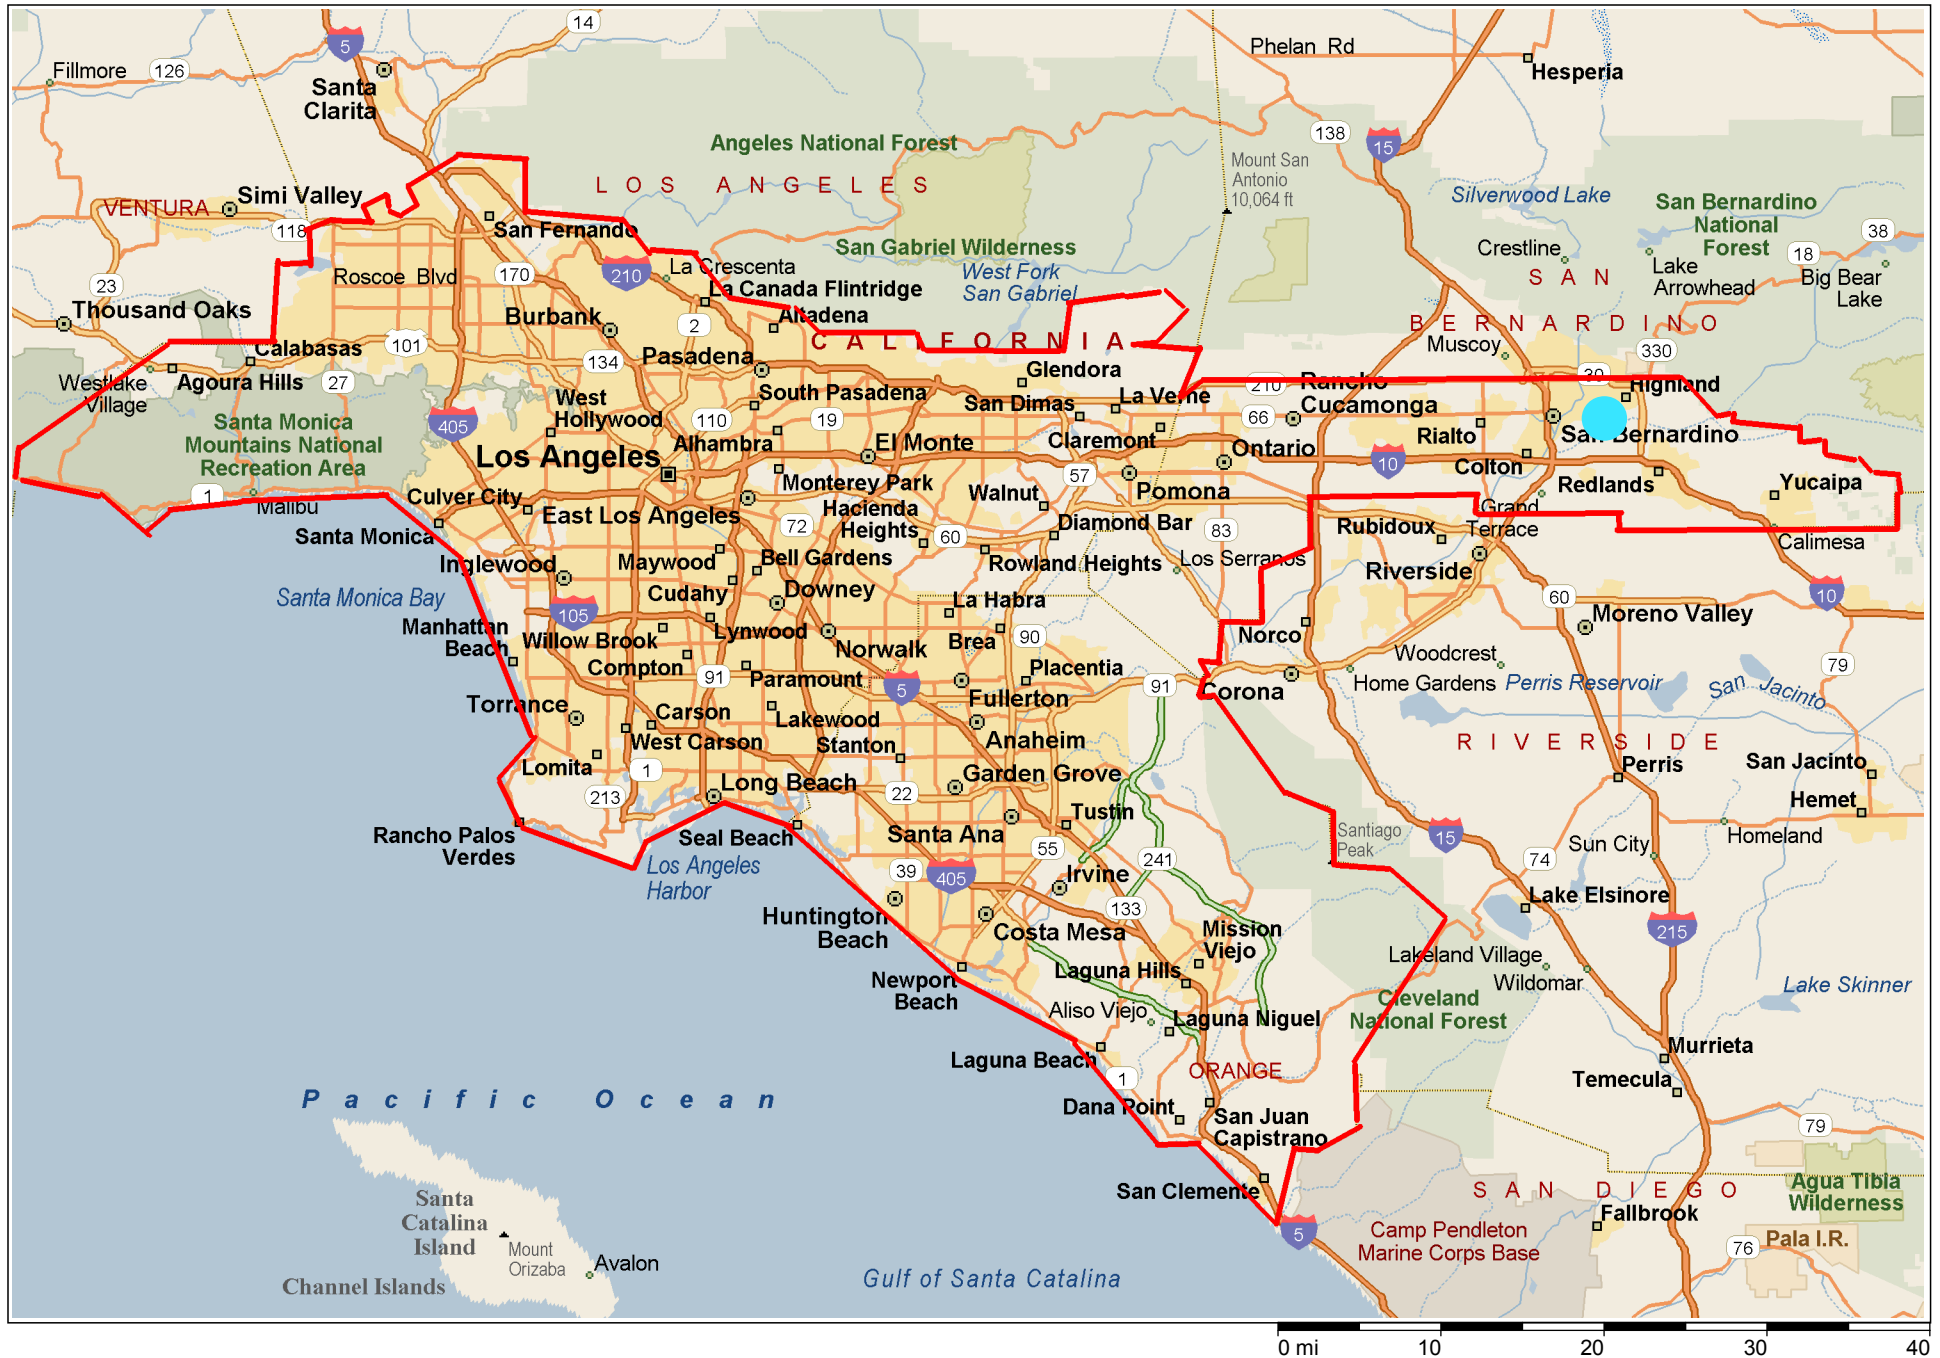 14
5
Phelan Rd
Fillmore
126
Hesperia
Santa
Clarita
138
15
Angeles National Forest
Mount San
Antonio
10,064 ft
LOS ANGELES
Simi Valley
VENTURA
Silverwood Lake
San Bernardino
National
Forest
118
San Fernando
38
San Gabriel Wilderness
Crestline
18
Roscoe Blvd
170
210
La Crescenta
West Fork
San Gabriel
SAN
Lake
Arrowhead
Big Bear
Lake
23
La Canada Flintridge
Thousand Oaks
Burbank
2
Altadena
BERNARDINO
CALIFORNIA
101
Muscoy
330
Calabasas
134
Pasadena
Glendora
Westlake
Village
Agoura Hills
27
South Pasadena
La Verne
210
Rancho
Cucamonga
30
Highland
West
Hollywood
San Dimas
Santa Monica
Mountains National
Recreation Area
405
110
19
66
Alhambra
El Monte
Claremont
Ontario
Rialto
San Bernardino
Los Angeles
10
Colton
57
1
Malibu
Culver City
Monterey Park
Walnut
Pomona
Redlands
Yucaipa
East Los Angeles
Hacienda
Heights
Diamond Bar
Grand
Terrace
72
60
83
Rubidoux
Santa Monica
Calimesa
Maywood
Bell Gardens
Rowland Heights
Los Serranos
Inglewood
Riverside
Santa Monica Bay
Cudahy
Downey
60
10
105
La Habra
Moreno Valley
Manhattan
Beach
Willow Brook
Lynwood
Norwalk
Brea
90
Norco
Compton
Woodcrest
79
91
Paramount
5
Placentia
91
Home Gardens
Perris Reservoir
San Jacinto
Corona
Fullerton
Torrance
Carson
Lakewood
West Carson
Stanton
Anaheim
RIVERSIDE
Lomita
1
Perris
San Jacinto
213
Long Beach
22
Garden Grove
Hemet
Tustin
Rancho Palos
Verdes
Seal Beach
Santa Ana
Santiago
Peak
15
Homeland
55
Sun City
Los Angeles
Harbor
39
405
Irvine
241
74
Lake Elsinore
133
Huntington
Beach
Costa Mesa
Mission
Viejo
215
Lakeland Village
Laguna Hills
Wildomar
Newport
Beach
Lake Skinner
Cleveland
National Forest
Aliso Viejo
Laguna Niguel
Laguna Beach
Murrieta
ORANGE
1
Temecula
Pacific Ocean
Dana Point
San Juan
Capistrano
79
San Clemente
SAN DIEGO
Agua Tibia
Wilderness
Santa
Catalina
Island
Fallbrook
5
Camp Pendleton
Marine Corps Base
76
Pala I.R.
Mount
Orizaba
Avalon
Channel Islands
Gulf of Santa Catalina
0 mi 10 20 30 40